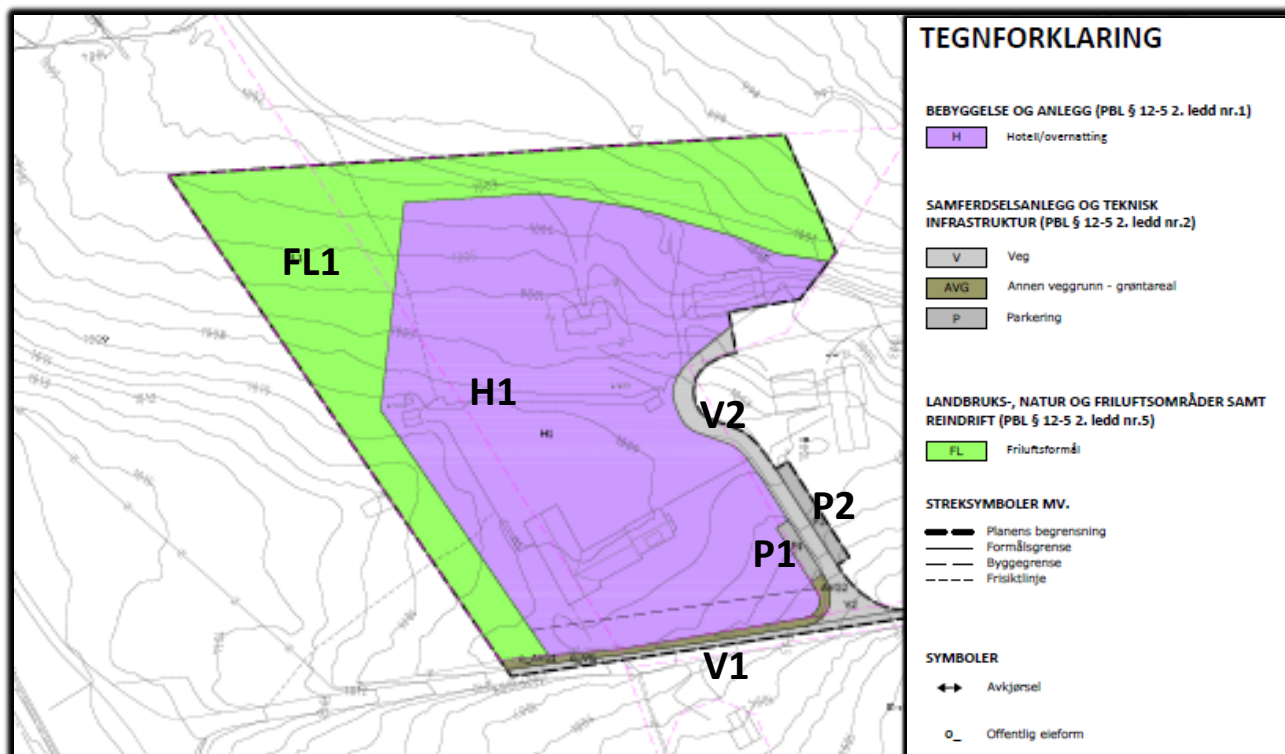 FL1
H1
H1
V2
P2
P1
V1
TEGNFORKLARING
BEBYGGELSE OG ANLEGG (PBL § 12-5 2. ledd nr.1)
H Hotell/overnatting
SAMFERDSELSANLEGG OG TEKNISK
INFRASTRUKTUR (PBL § 12-5 2. ledd nr.2)
V Veg
AVG Annen veggrunn - grøntareal
P Parkering
LANDBRUKS-, NATUR OG FRILUFTSOMRÅDER SAMT
REINDRIFT (PBL § 12-5 2. ledd nr.5)
FL Friluftsformål
STREKSYMBOLER MV.
Planens begrensning
Formålsgrense
Byggegrense
Frisiktlinje
SYMBOLER
Avkjørsel
o_ Offentlig eieform